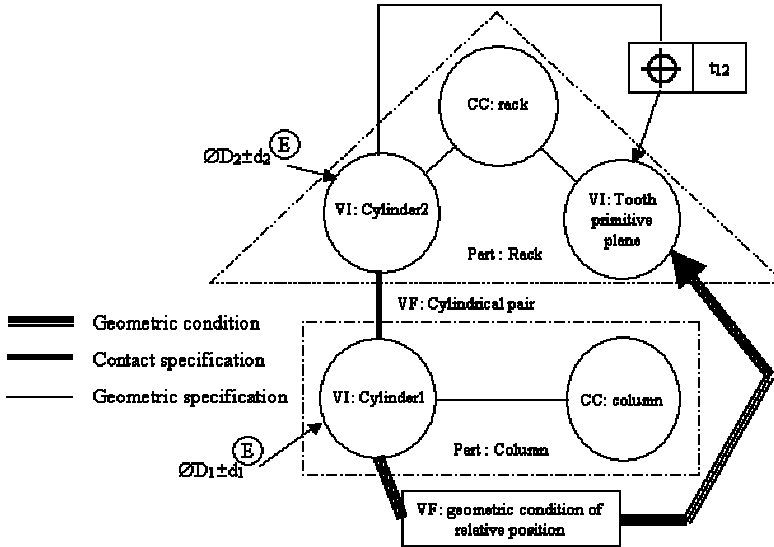 t₁₂
CC: rack
ØD₂±d₂ Ⓔ
VI: Cylinder2
VI: Tooth
primitive
plane
Part : Rack
VF: Cylindrical pair
Geometric condition
Contact specification
Geometric specification
VI: Cylinder1
CC: column
Part : Column
ØD₁±d₁ Ⓔ
VF: geometric condition of
relative position